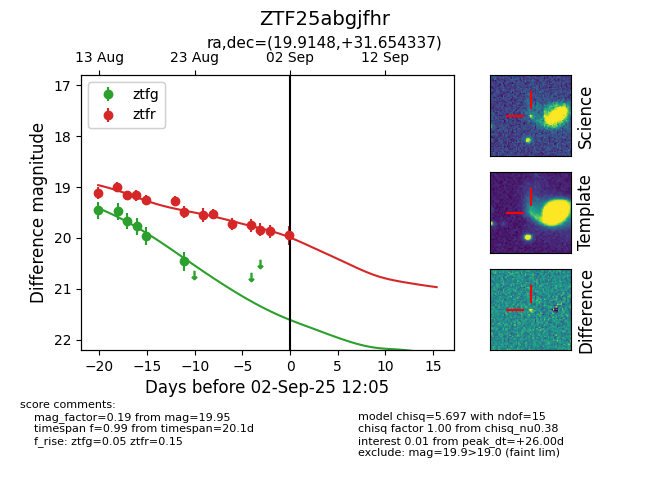 ZTF25abgjfhr
ra,dec=(19.9148,+31.654337)
13 Aug 23 Aug 02 Sep 12 Sep
ztfg
ztfr
17
18
19
20
21
22
Difference magnitude
−20 −15 −10 −5 0 5 10 15
Days before 02-Sep-25 12:05
Science
Template
Difference
score comments:
mag_factor=0.19 from mag=19.95
timespan f=0.99 from timespan=20.1d
f_rise: ztfg=0.05 ztfr=0.15
model chisq=5.697 with ndof=15
chisq factor 1.00 from chisq_nu0.38
interest 0.01 from peak_dt=+26.00d
exclude: mag=19.9>19.0 (faint lim)